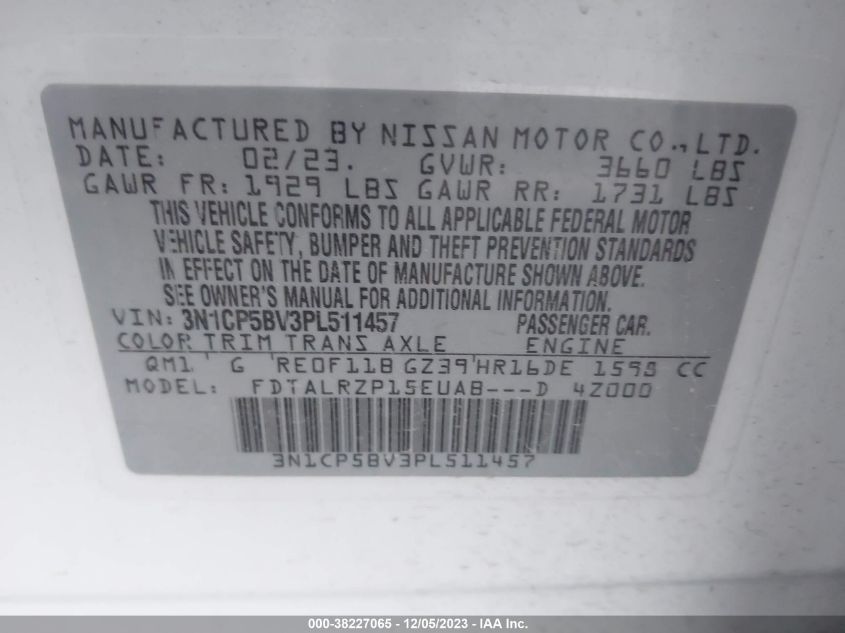 MANUFACTURED BY NISSAN MOTOR CO.,LTD.
DATE: 02/23. GVWR: 3660 LBS
GAWR FR: 1929 LBS GAWR RR: 1731 LBS
THIS VEHICLE CONFORMS TO ALL APPLICABLE FEDERAL MOTOR
VEHICLE SAFETY, BUMPER AND THEFT PREVENTION STANDARDS
IN EFFECT ON THE DATE OF MANUFACTURE SHOWN ABOVE.
SEE OWNER'S MANUAL FOR ADDITIONAL INFORMATION.
VIN: 3N1CP5BV3PL511457 PASSENGER CAR.
COLOR TRIM TRANS AXLE ENGINE
QM1 G RE0F11B GZ39 HR16DE 1598 CC
MODEL: FDTALRZP15EUAB---D 4Z000
3N1CP5BV3PL511457
000-38227065 - 12/05/2023 - IAA Inc.